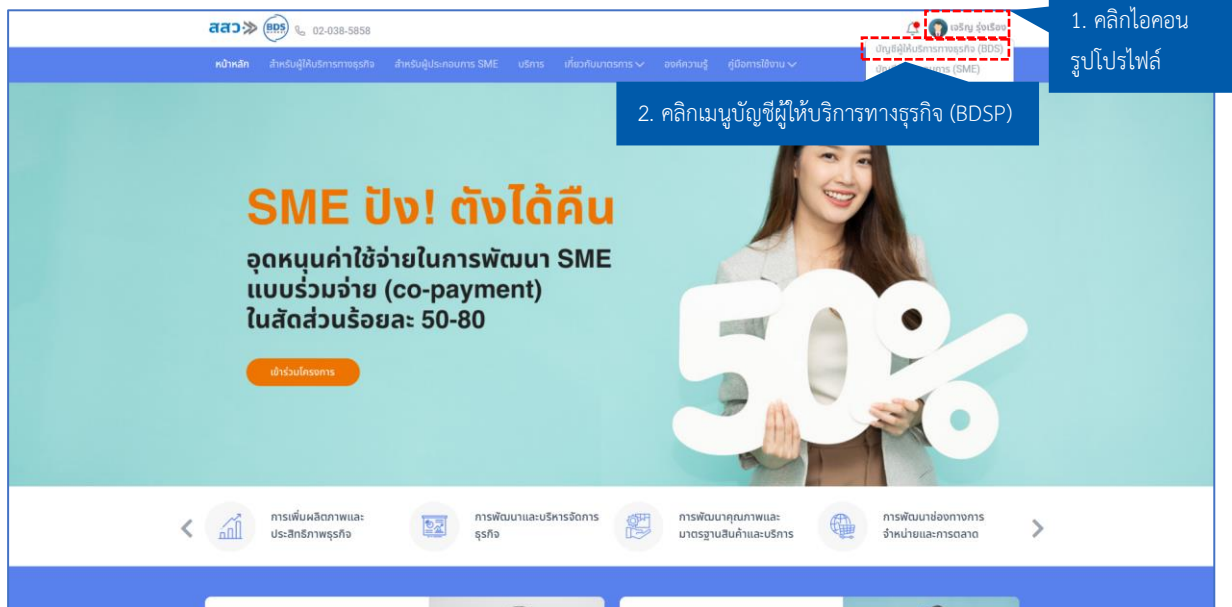 สสว
BDS
02-038-5858
เจริญ รุ่งเรือง
1. คลิกไอคอน
รูปโปรไฟล์
บัญชีผู้ให้บริการทางธุรกิจ (BDS)
(SME)
หน้าหลัก สำหรับผู้ให้บริการทางธุรกิจ สำหรับผู้ประกอบการ SME บริการ เกี่ยวกับมาตรการ องค์ความรู้ คู่มือการใช้งาน
2. คลิกเมนูบัญชีผู้ให้บริการทางธุรกิจ (BDSP)
SME ปัง! ตังได้คืน
อุดหนุนค่าใช้จ่ายในการพัฒนา SME
แบบร่วมจ่าย (co-payment)
ในสัดส่วนร้อยละ 50-80
เข้าร่วมโครงการ
50%
การเพิ่มผลิตภาพและ
ประสิทธิภาพธุรกิจ
การพัฒนาและบริหารจัดการ
ธุรกิจ
การพัฒนาคุณภาพและ
มาตรฐานสินค้าและบริการ
การพัฒนาช่องทางการ
จำหน่ายและการตลาด